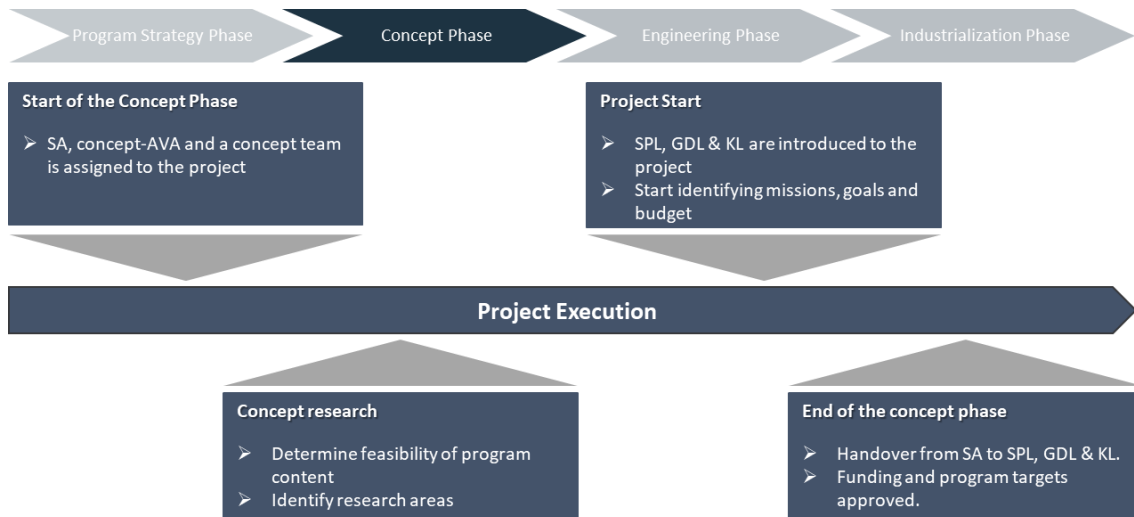 Program Strategy Phase
Concept Phase
Engineering Phase
Industrialization Phase
Start of the Concept Phase
➢ SA, concept-AVA and a concept team
is assigned to the project
Project Start
➢ SPL, GDL & KL are introduced to the
project
➢ Start identifying missions, goals and
budget
Project Execution
Concept research
➢ Determine feasibility of program
content
➢ Identify research areas
End of the concept phase
➢ Handover from SA to SPL, GDL & KL.
➢ Funding and program targets
approved.